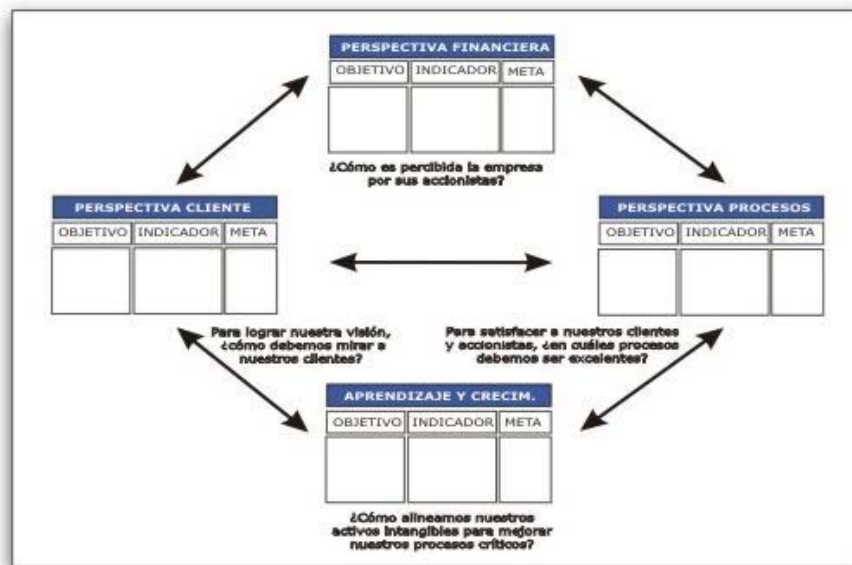 PERSPECTIVA FINANCIERA
OBJETIVO INDICADOR META
¿Cómo es percibida la empresa
por sus accionistas?
PERSPECTIVA CLIENTE
OBJETIVO INDICADOR META
PERSPECTIVA PROCESOS
OBJETIVO INDICADOR META
Para lograr nuestra visión,
¿cómo debemos mirar a
nuestros clientes?
Para satisfacer a nuestros clientes
y accionistas, ¿en cuáles procesos
debemos ser excelentes?
APRENDIZAJE Y CRECIM.
OBJETIVO INDICADOR META
¿Cómo alineamos nuestros
activos intangibles para mejorar
nuestros procesos críticos?